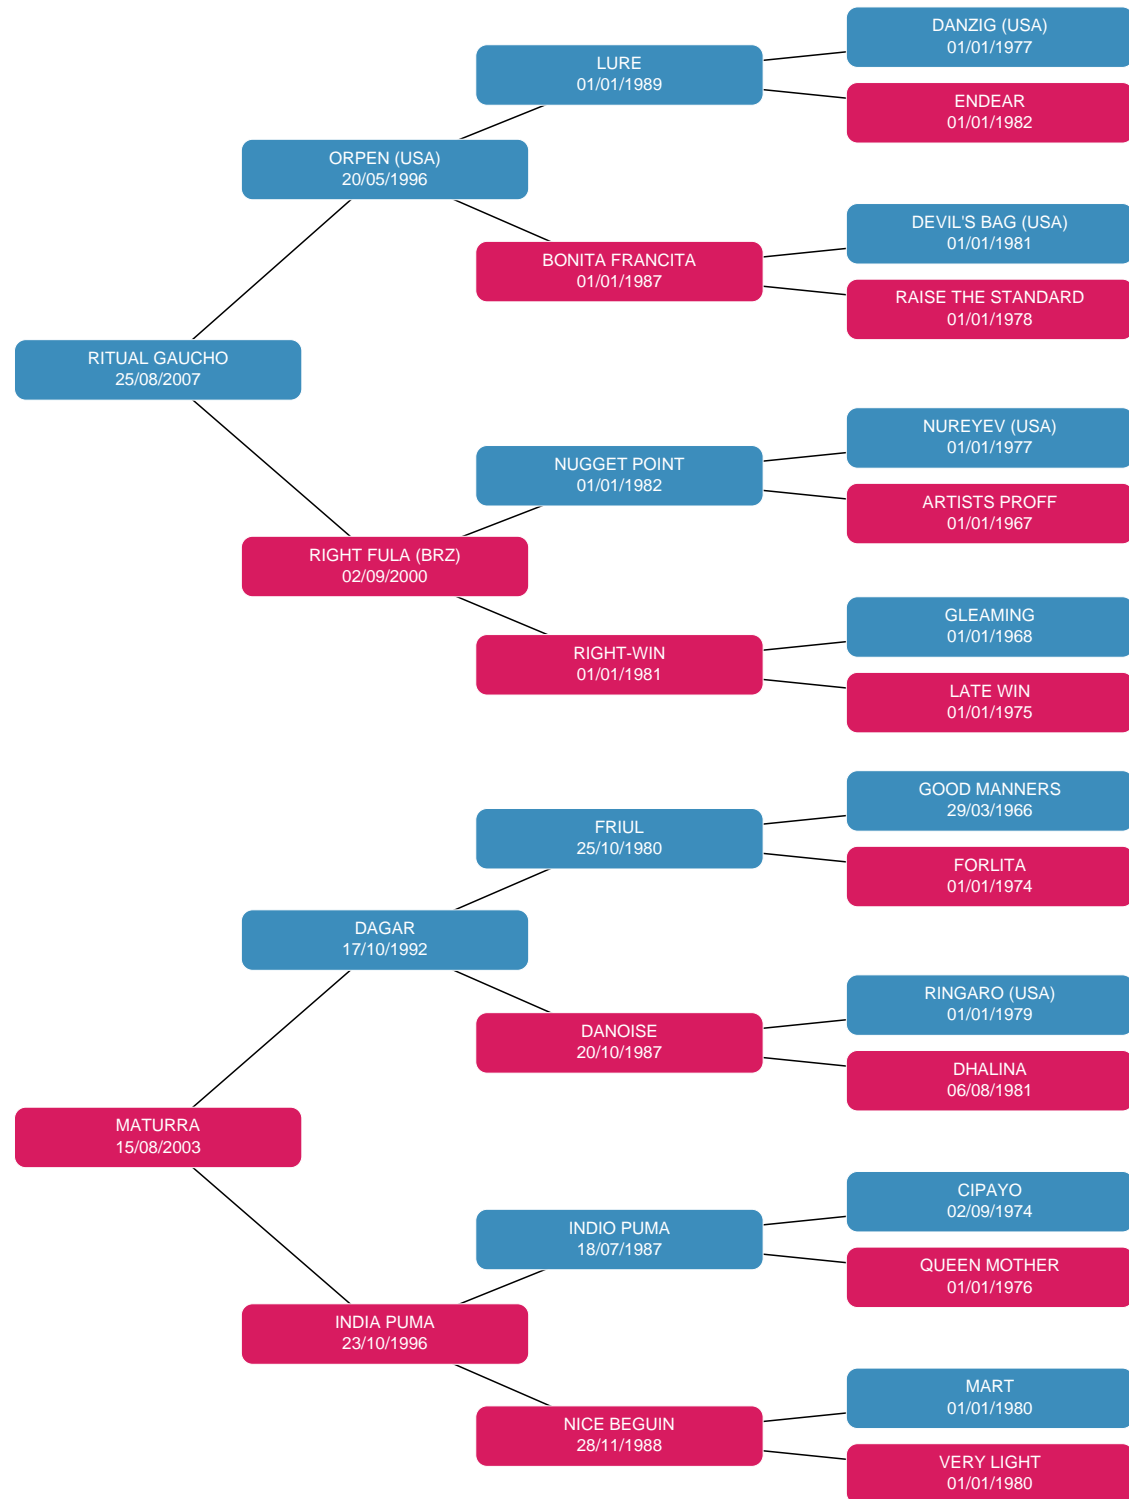 DANZIG (USA)
01/01/1977
LURE
01/01/1989
ENDEAR
01/01/1982
ORPEN (USA)
20/05/1996
DEVIL'S BAG (USA)
01/01/1981
BONITA FRANCITA
01/01/1987
RAISE THE STANDARD
01/01/1978
RITUAL GAUCHO
25/08/2007
NUREYEV (USA)
01/01/1977
NUGGET POINT
01/01/1982
ARTISTS PROFF
01/01/1967
RIGHT FULA (BRZ)
02/09/2000
GLEAMING
01/01/1968
RIGHT-WIN
01/01/1981
LATE WIN
01/01/1975
GOOD MANNERS
29/03/1966
FRIUL
25/10/1980
FORLITA
01/01/1974
DAGAR
17/10/1992
RINGARO (USA)
01/01/1979
DANOISE
20/10/1987
DHALINA
06/08/1981
MATURRA
15/08/2003
CIPAYO
02/09/1974
INDIO PUMA
18/07/1987
QUEEN MOTHER
01/01/1976
INDIA PUMA
23/10/1996
MART
01/01/1980
NICE BEGUIN
28/11/1988
VERY LIGHT
01/01/1980